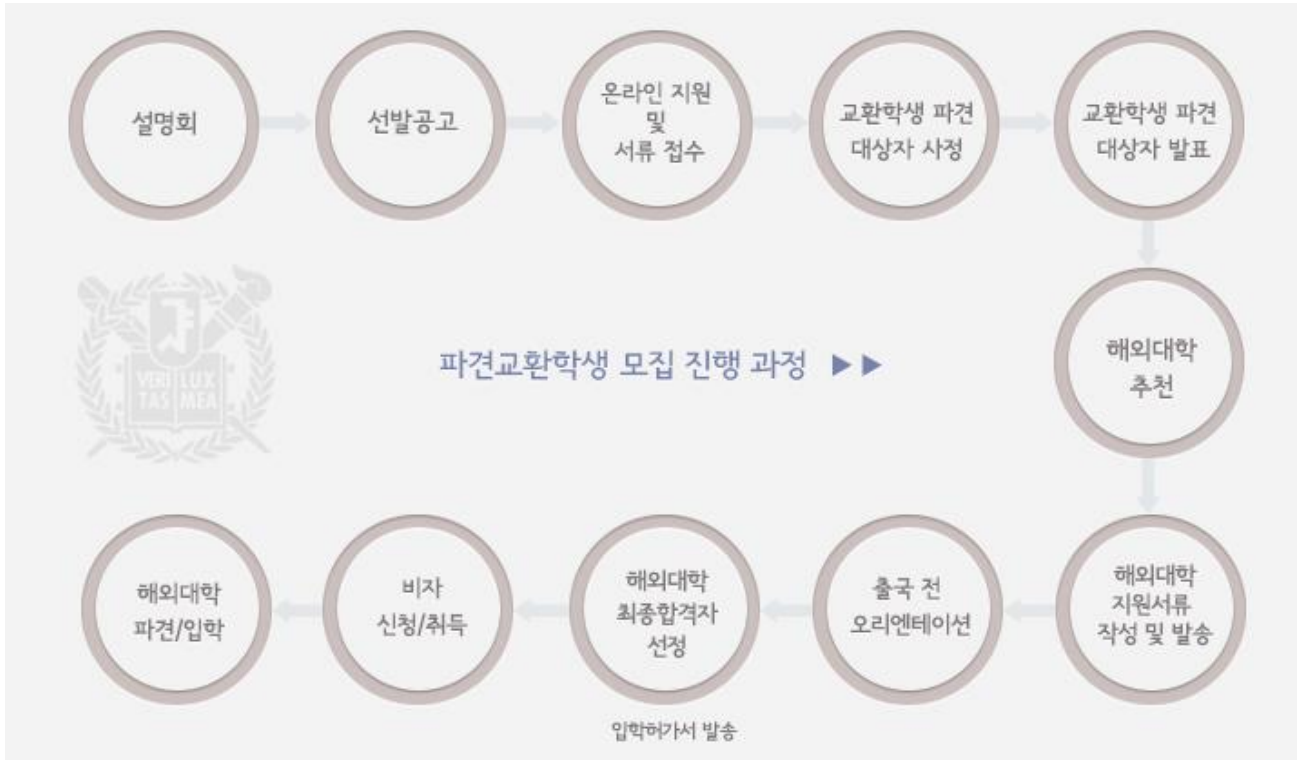 설명회
선발공고
온라인 지원
및
서류 접수
교환학생 파견
대상자 사정
교환학생 파견
대상자 발표
해외대학
추천
파견교환학생 모집 진행 과정 ▶▶
VERI LUX
TAS MEA
해외대학
지원서류
작성 및 발송
출국 전
오리엔테이션
해외대학
최종합격자
선정
입학허가서 발송
비자
신청/취득
해외대학
파견/입학